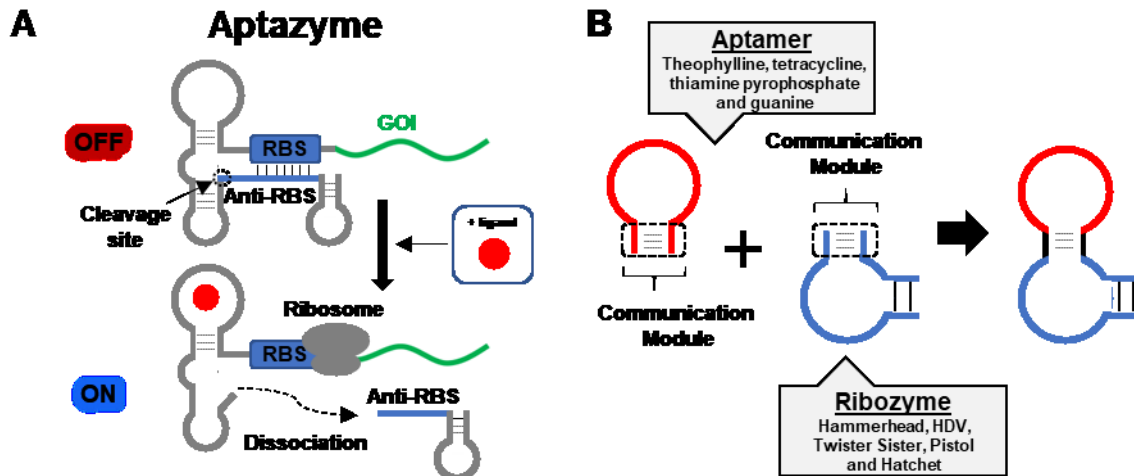 A
Aptazyme
OFF
RBS
GOI
Anti-RBS
Cleavage
site
+ ligand
Ribosome
RBS
ON
Anti-RBS
Dissociation
B
Aptamer
Theophylline, tetracycline,
thiamine pyrophosphate
and guanine
Communication
Module
Communication
Module
Ribozyme
Hammerhead, HDV,
Twister Sister, Pistol
and Hatchet